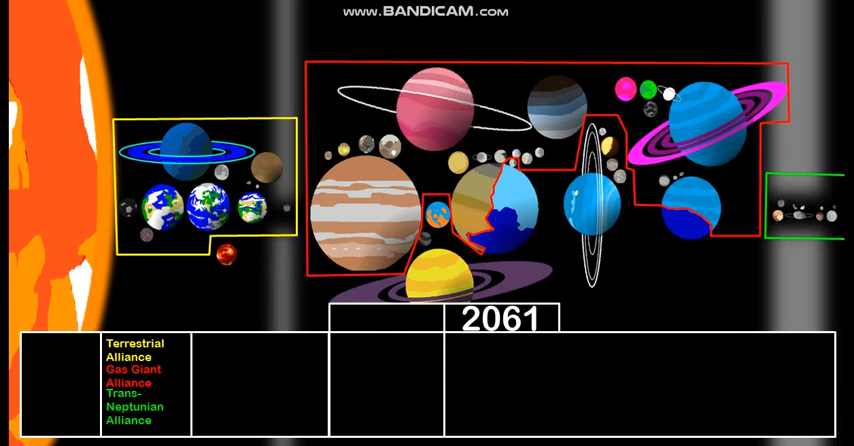 www.BANDICAM.com
2061
Terrestrial
Alliance
Gas Giant
Alliance
Trans-
Neptunian
Alliance